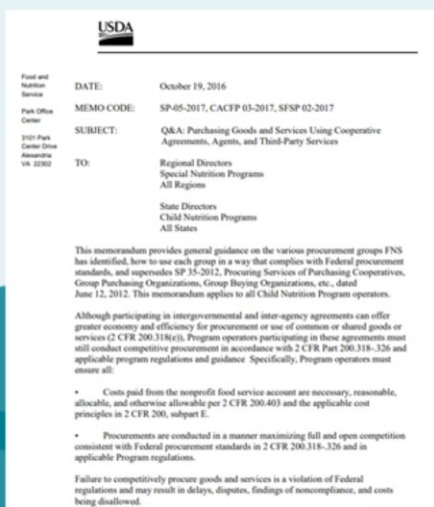 USDA
Food and
Nutrition
Service
Park Office
Center
3101 Park
Center Drive
Alexandria
VA 22302
DATE: October 19, 2016
MEMO CODE: SP-05-2017, CACFP 03-2017, SFSP 02-2017
SUBJECT: Q&A: Purchasing Goods and Services Using Cooperative
Agreements, Agents, and Third-Party Services
TO: Regional Directors
Special Nutrition Programs
All Regions
State Directors
Child Nutrition Programs
All States
This memorandum provides general guidance on the various procurement groups FNS
has identified, how to use each group in a way that complies with Federal procurement
standards, and supersedes SP 35-2012, Procuring Services of Purchasing Cooperatives,
Group Purchasing Organizations, Group Buying Organizations, etc., dated
June 12, 2012. This memorandum applies to all Child Nutrition Program operators.
Although participating in intergovernmental and inter-agency agreements can offer
greater economy and efficiency for procurement or use of common or shared goods or
services (2 CFR 200.318(e)), Program operators participating in these agreements must
still conduct competitive procurement in accordance with 2 CFR Part 200.318-.326 and
applicable program regulations and guidance Specifically, Program operators must
ensure all:
• Costs paid from the nonprofit food service account are necessary, reasonable,
allocable, and otherwise allowable per 2 CFR 200.403 and the applicable cost
principles in 2 CFR 200, subpart E.
• Procurements are conducted in a manner maximizing full and open competition
consistent with Federal procurement standards in 2 CFR 200.318-.326 and in
applicable Program regulations.
Failure to competitively procure goods and services is a violation of Federal
regulations and may result in delays, disputes, findings of noncompliance, and costs
being disallowed.